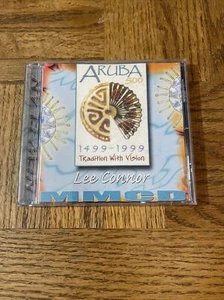 ARUBA
500
1499-1999
Tradition With Vision
Lee Connor
MMCD